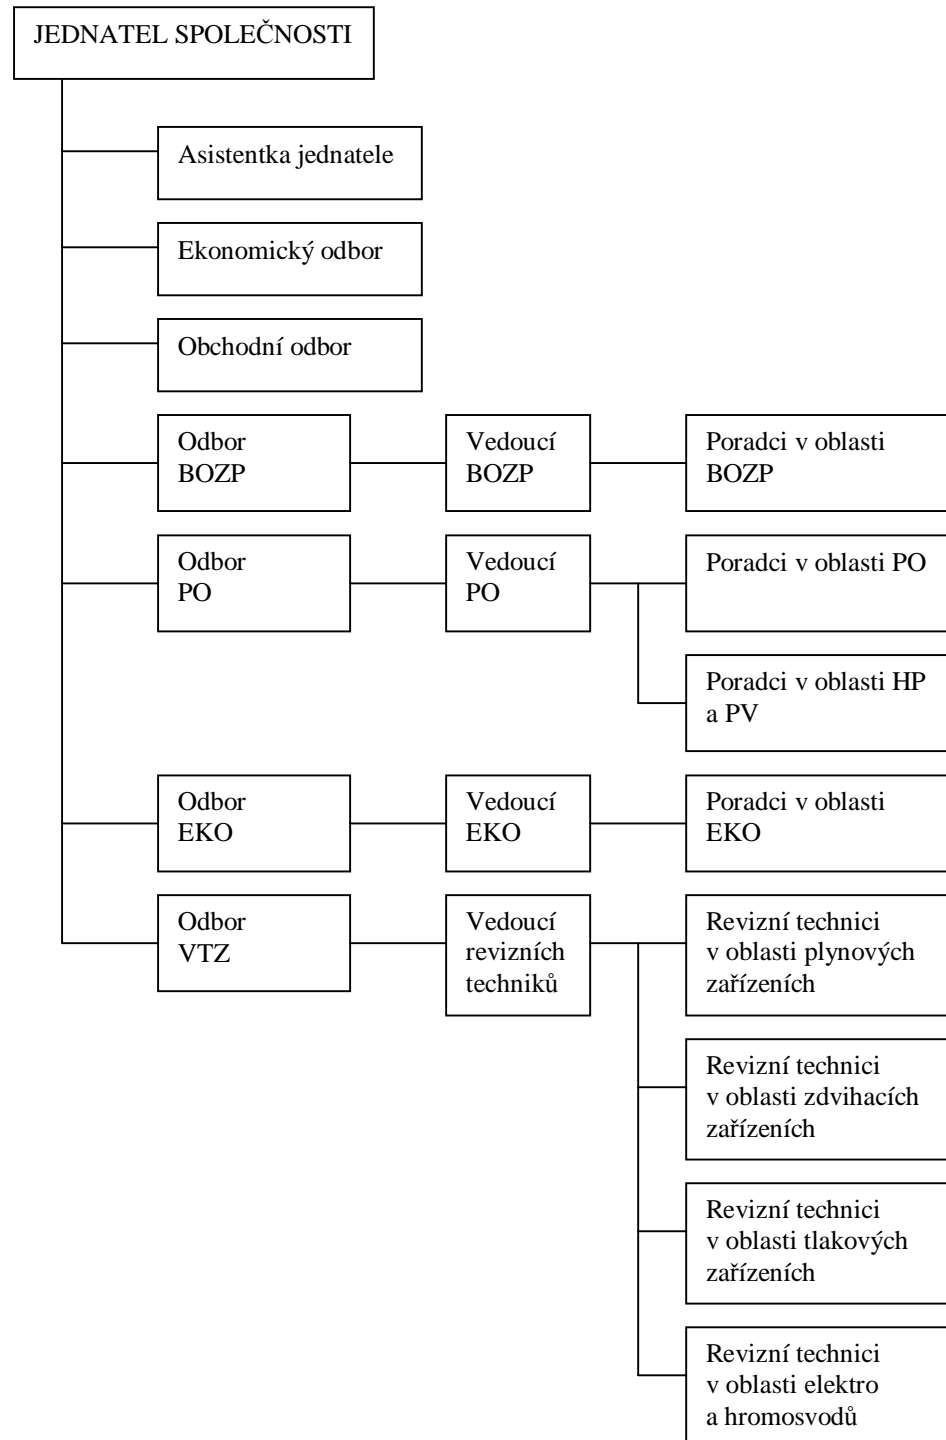 JEDNATEL SPOLEČNOSTI
Asistentka jednatele
Ekonomický odbor
Obchodní odbor
Odbor
BOZP
Vedoucí
BOZP
Poradci v oblasti
BOZP
Odbor
PO
Vedoucí
PO
Poradci v oblasti PO
Poradci v oblasti HP
a PV
Odbor
EKO
Vedoucí
EKO
Poradci v oblasti
EKO
Odbor
VTZ
Vedoucí
revizních
techniků
Revizní technici
v oblasti plynových
zařízeních
Revizní technici
v oblasti zdvihacích
zařízeních
Revizní technici
v oblasti tlakových
zařízeních
Revizní technici
v oblasti elektro
a hromosvodů